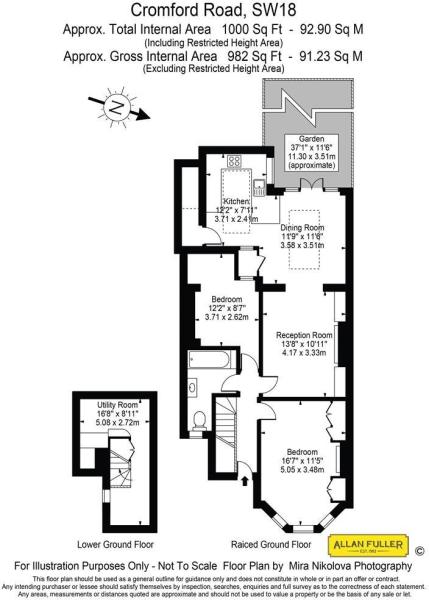 Cromford Road, SW18
Approx. Total Internal Area 1000 Sq Ft - 92.90 Sq M
(Including Restricted Height Area)
Approx. Gross Internal Area 982 Sq Ft - 91.23 Sq M
(Excluding Restricted Height Area)
N
Garden
37'1" x 11'6"
11.30 x 3.51m
(approximate)
Kitchen
12'2" x 7'11"
3.71 x 2.41m
Dining Room
11'9" x 11'6"
3.58 x 3.51m
Bedroom
12'2" x 8'7"
3.71 x 2.62m
Reception Room
13'8" x 10'11"
4.17 x 3.33m
Utility Room
16'8" x 8'11"
5.08 x 2.72m
Bedroom
16'7" x 11'5"
5.05 x 3.48m
Lower Ground Floor
Raiced Ground Floor
ALLAN FULLER
EST. 1982
©
For Illustration Purposes Only - Not To Scale Floor Plan by Mira Nikolova Photography
This floor plan should be used as a general outline for guidance only and does not constitute in whole or in part an offer or contract.
Any intending purchaser or lessee should satisfy themselves by inspection, searches, enquiries and full survey as to the correctness of each statement.
Any areas, measurements or distances quoted are approximate and should not be used to value a property or be the basis of any sale or let.